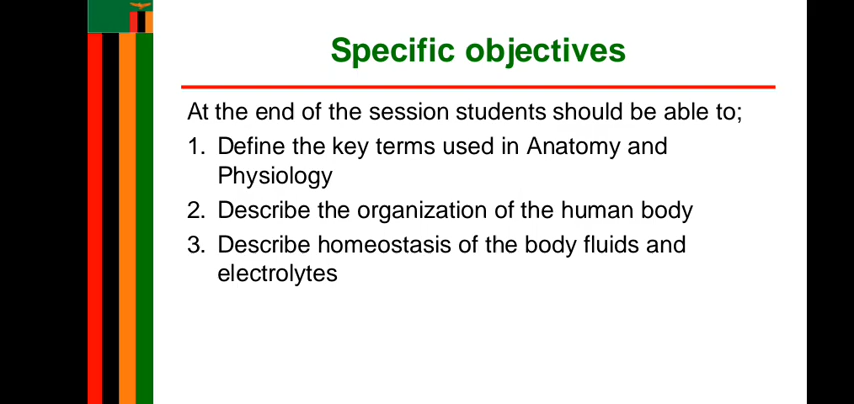 Specific objectives
At the end of the session students should be able to;
1. Define the key terms used in Anatomy and
Physiology
2. Describe the organization of the human body
3. Describe homeostasis of the body fluids and
electrolytes